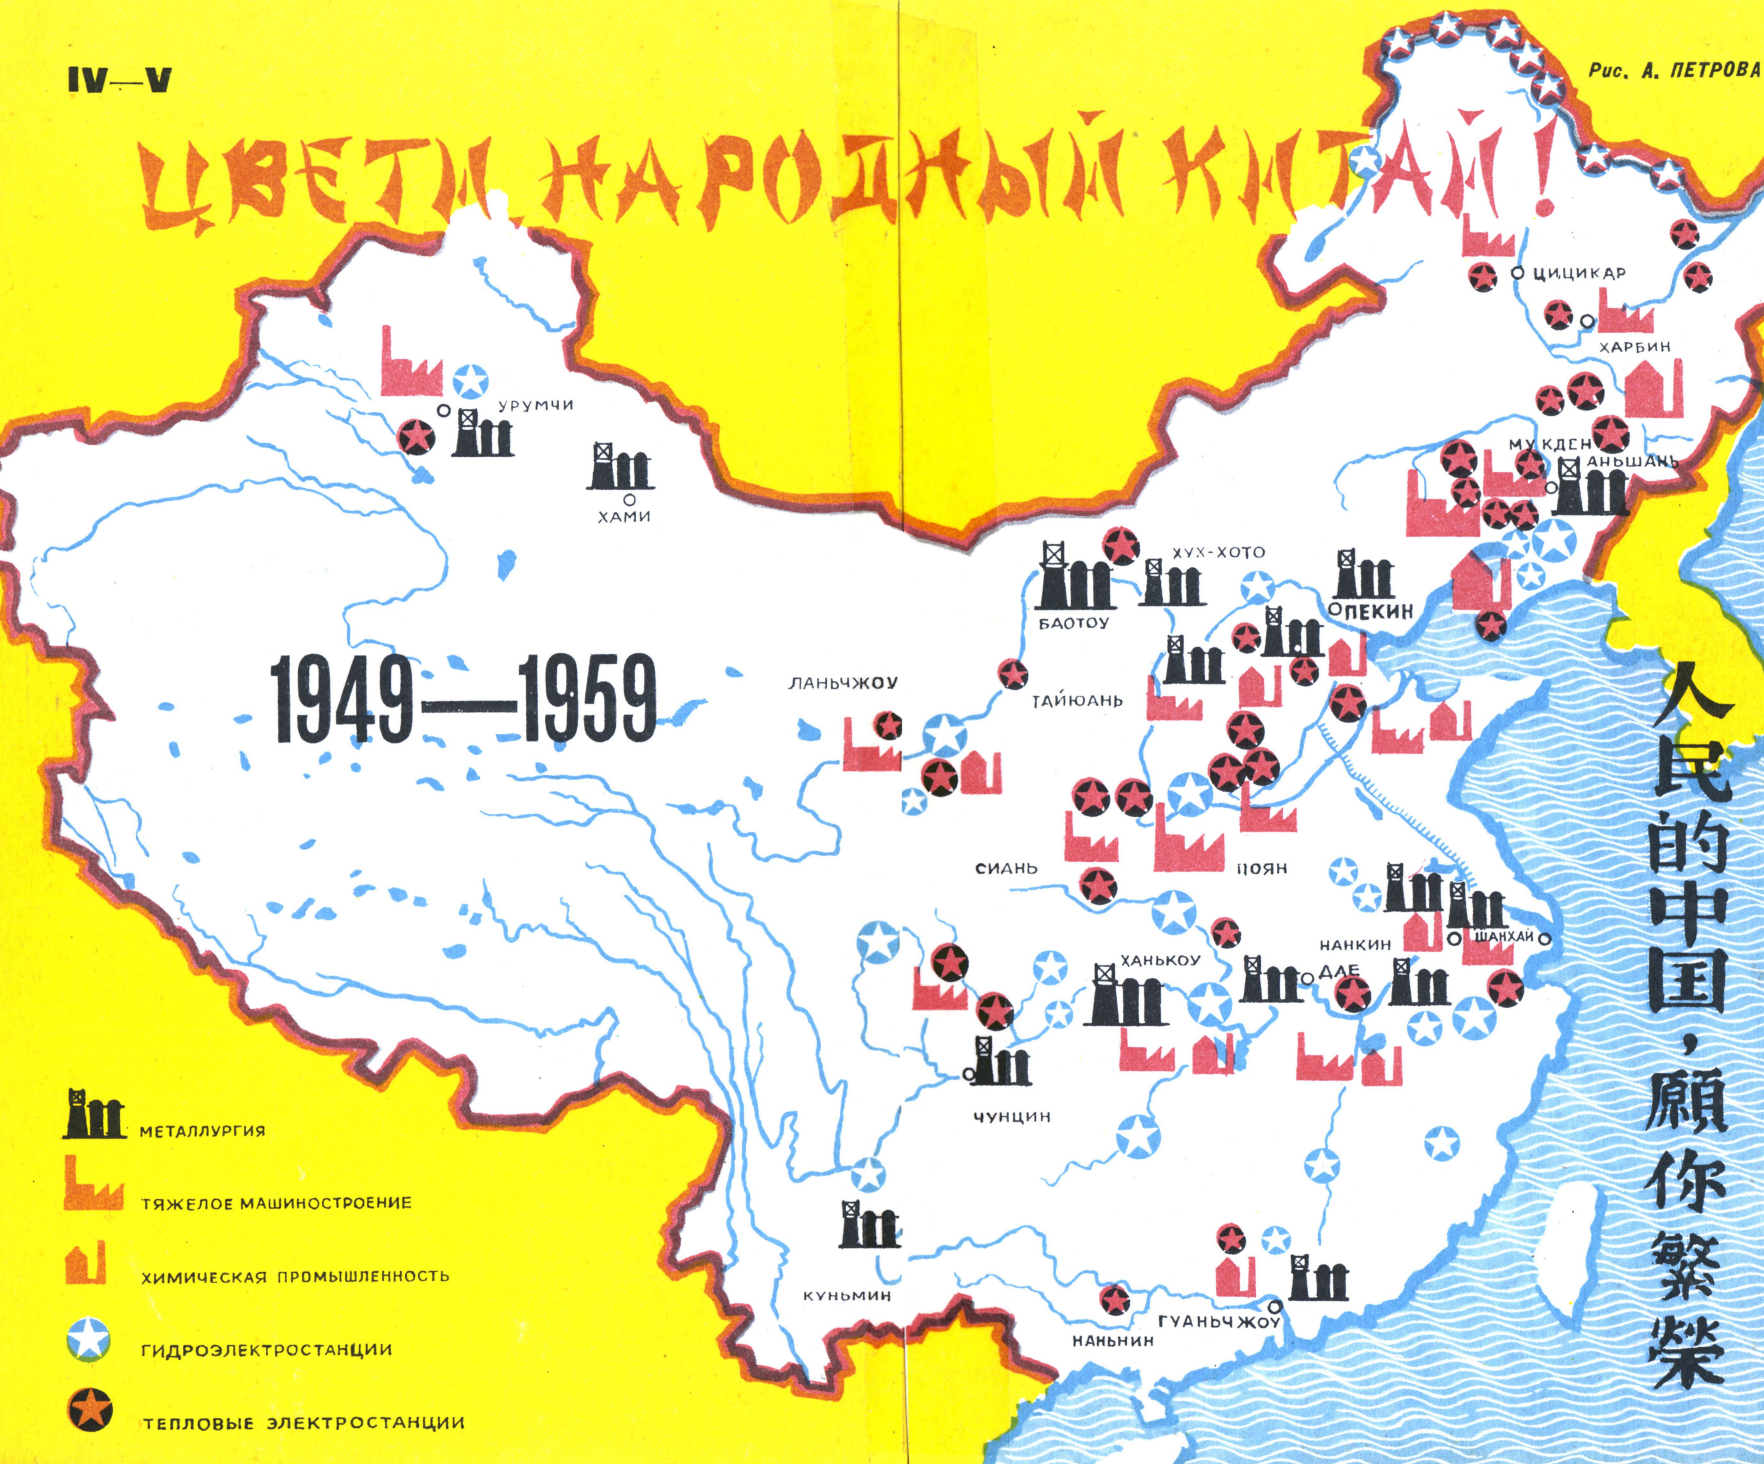 IV—V
Рис. А. ПЕТРОВА
ЦВЕТИ НАРОДНЫЙ КИТАЙ!
ЦИЦИКАР
ХАРБИН
УРУМЧИ
ХАМИ
МУКДЕН
АНЬШАНЬ
ХУХ-ХОТО
БАОТОУ
ПЕКИН
1949—1959
ЛАНЬЧЖОУ
ТАЙЮАНЬ
СИАНЬ
ЛОЯН
НАНКИН
ШАНХАЙ
ХАНЬКОУ
ДАЕ
ЧУНЦИН
КУНЬМИН
ГУАНЬЧЖОУ
НАНЬНИН
МЕТАЛЛУРГИЯ
ТЯЖЕЛОЕ МАШИНОСТРОЕНИЕ
ХИМИЧЕСКАЯ ПРОМЫШЛЕННОСТЬ
ГИДРОЭЛЕКТРОСТАНЦИИ
ТЕПЛОВЫЕ ЭЛЕКТРОСТАНЦИИ
人民的中国，願你繁榮